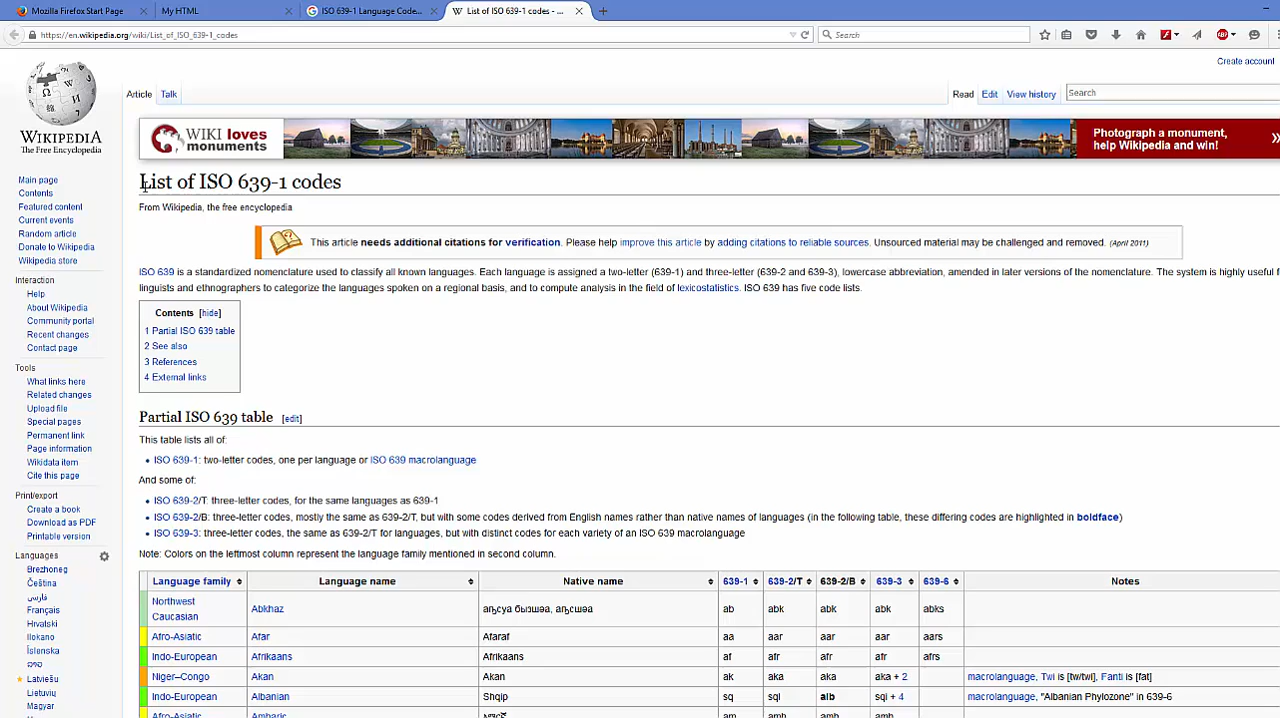 Mozilla Firefox Start Page
My HTML
ISO 639-1 Language Code...
List of ISO 639-1 codes - ...
https://en.wikipedia.org/wiki/List_of_ISO_639-1_codes
Search
Create account
WIKIPEDIA
The Free Encyclopedia
Article Talk
Read Edit View history
Search
WIKI loves
monuments
Photograph a monument,
help Wikipedia and win!
List of ISO 639-1 codes
From Wikipedia, the free encyclopedia
This article needs additional citations for verification. Please help improve this article by adding citations to reliable sources. Unsourced material may be challenged and removed. (April 2011)
ISO 639 is a standardized nomenclature used to classify all known languages. Each language is assigned a two-letter (639-1) and three-letter (639-2 and 639-3), lowercase abbreviation, amended in later versions of the nomenclature. The system is highly useful f
linguists and ethnographers to categorize the languages spoken on a regional basis, and to compute analysis in the field of lexicostatistics. ISO 639 has five code lists.
Contents [hide]
1 Partial ISO 639 table
2 See also
3 References
4 External links
Main page
Contents
Featured content
Current events
Random article
Donate to Wikipedia
Wikipedia store
Interaction
Help
About Wikipedia
Community portal
Recent changes
Contact page
Tools
What links here
Related changes
Upload file
Special pages
Permanent link
Page information
Wikidata item
Cite this page
Print/export
Create a book
Download as PDF
Printable version
Languages
Brezhoneg
Čeština
فارسی
Français
Hrvatski
Ilokano
Íslenska
ລາວ
Latviešu
Lietuvių
Magyar
Partial ISO 639 table [edit]
This table lists all of:
• ISO 639-1: two-letter codes, one per language or ISO 639 macrolanguage
And some of:
• ISO 639-2/T: three-letter codes, for the same languages as 639-1
• ISO 639-2/B: three-letter codes, mostly the same as 639-2/T, but with some codes derived from English names rather than native names of languages (in the following table, these differing codes are highlighted in boldface)
• ISO 639-3: three-letter codes, the same as 639-2/T for languages, but with distinct codes for each variety of an ISO 639 macrolanguage
Note: Colors on the leftmost column represent the language family mentioned in second column.
Language family Language name Native name 639-1 639-2/T 639-2/B 639-3 639-6 Notes
Northwest
Caucasian Abkhaz аҧсуа бызшәа, аҧсшәа ab abk abk abk abks
Afro-Asiatic Afar Afaraf aa aar aar aar aars
Indo-European Afrikaans Afrikaans af afr afr afr afrs
Niger–Congo Akan Akan ak aka aka aka + 2 macrolanguage, Twi is [tw/twi], Fanti is [fat]
Indo-European Albanian Shqip sq sqi alb sqi + 4 macrolanguage, "Albanian Phylozone" in 639-6
Afro-Asiatic Amharic አማርኛ am amh amh amh